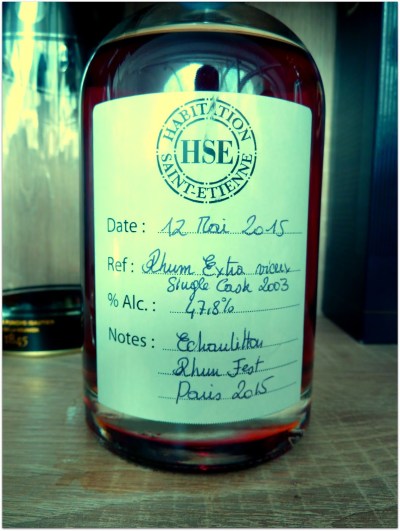 HABITATION
HSE
SAINT-ETIENNE
Date : 12 Mai 2015
Ref : Rhum Extra vieux
Single Cask 2003
% Alc. : 47.8%
Notes : Echantillon
Rhum Fest
Paris 2015
1845